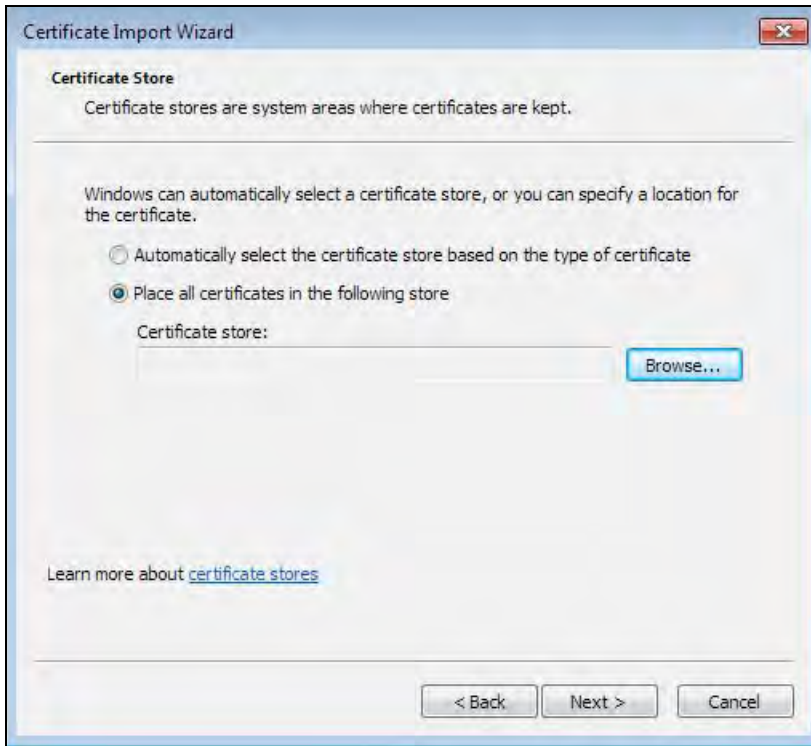 Certificate Import Wizard
Certificate Store
Certificate stores are system areas where certificates are kept.
Windows can automatically select a certificate store, or you can specify a location for
the certificate.
Automatically select the certificate store based on the type of certificate
Place all certificates in the following store
Certificate store:
Browse...
Learn more about certificate stores
< Back
Next >
Cancel